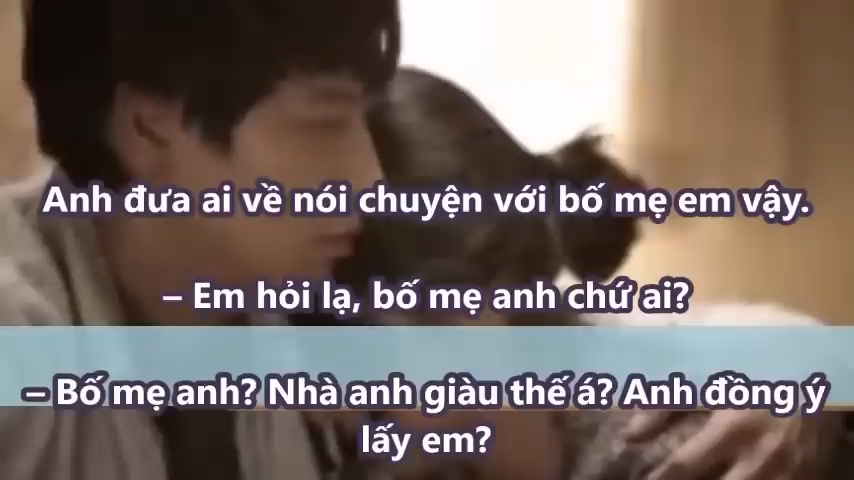 Anh đưa ai về nói chuyện với bố mẹ em vậy.
– Em hỏi lạ, bố mẹ anh chứ ai?
– Bố mẹ anh? Nhà anh giàu thế á? Anh đồng ý
lấy em?